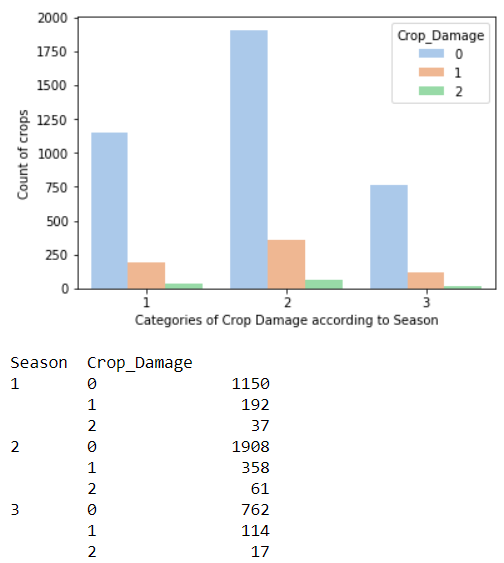 2000
1750
1500
1250
1000
750
500
250
0
Count of crops
Crop_Damage
0
1
2
1 2 3
Categories of Crop Damage according to Season
Season Crop_Damage
1 0 1150
1 192
2 37
2 0 1908
1 358
2 61
3 0 762
1 114
2 17